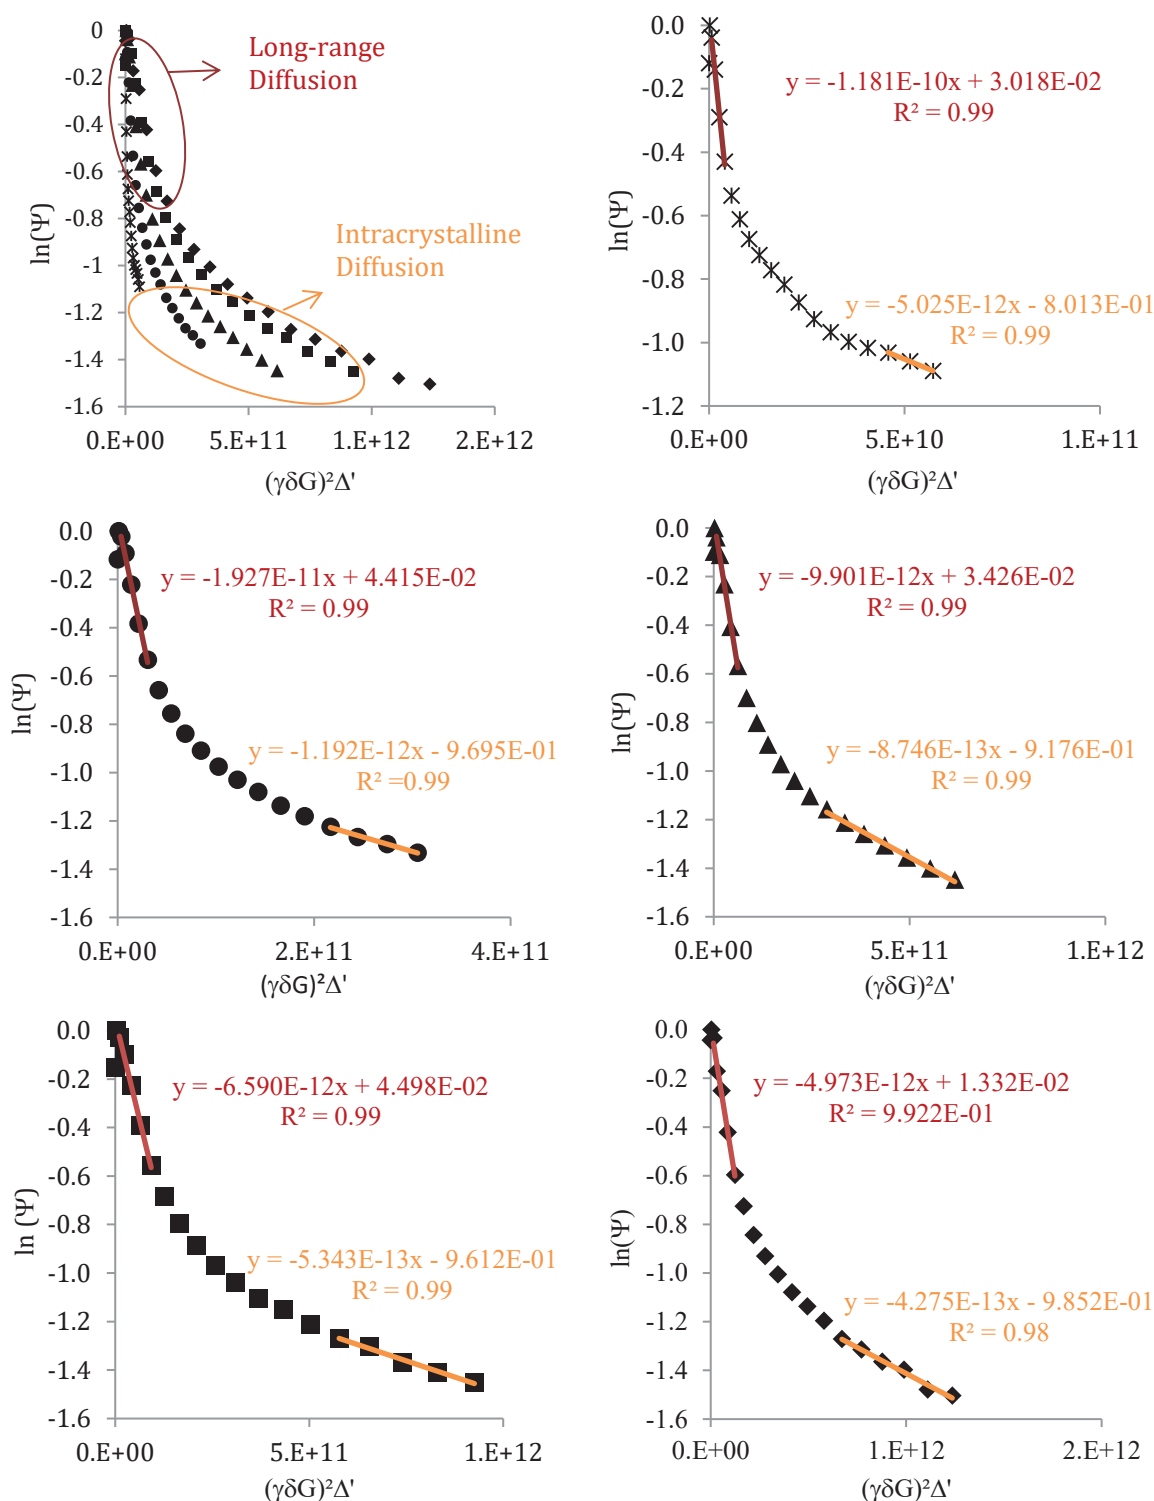 0
-0.2
-0.4
-0.6
-0.8
-1
-1.2
-1.4
-1.6
ln(Ψ)
Long-range
Diffusion
Intracrystalline
Diffusion
0.E+00
5.E+11
1.E+12
2.E+12
(γδG)²Δ'
0.0
-0.2
-0.4
-0.6
-0.8
-1.0
-1.2
ln(Ψ)
y = -1.181E-10x + 3.018E-02
R² = 0.99
y = -5.025E-12x - 8.013E-01
R² = 0.99
0.E+00
5.E+10
1.E+11
(γδG)²Δ'
0.0
-0.2
-0.4
-0.6
-0.8
-1.0
-1.2
-1.4
-1.6
ln(Ψ)
y = -1.927E-11x + 4.415E-02
R² = 0.99
y = -1.192E-12x - 9.695E-01
R² =0.99
0.E+00
2.E+11
4.E+11
(γδG)²Δ'
0.0
-0.2
-0.4
-0.6
-0.8
-1.0
-1.2
-1.4
-1.6
ln(Ψ)
y = -9.901E-12x + 3.426E-02
R² = 0.99
y = -8.746E-13x - 9.176E-01
R² = 0.99
0.E+00
5.E+11
1.E+12
(γδG)²Δ'
0.0
-0.2
-0.4
-0.6
-0.8
-1.0
-1.2
-1.4
-1.6
ln (Ψ)
y = -6.590E-12x + 4.498E-02
R² = 0.99
y = -5.343E-13x - 9.612E-01
R² = 0.99
0.E+00
5.E+11
1.E+12
(γδG)²Δ'
0.0
-0.2
-0.4
-0.6
-0.8
-1.0
-1.2
-1.4
-1.6
ln(Ψ)
y = -4.973E-12x + 1.332E-02
R² = 9.922E-01
y = -4.275E-13x - 9.852E-01
R² = 0.98
0.E+00
1.E+12
2.E+12
(γδG)²Δ'